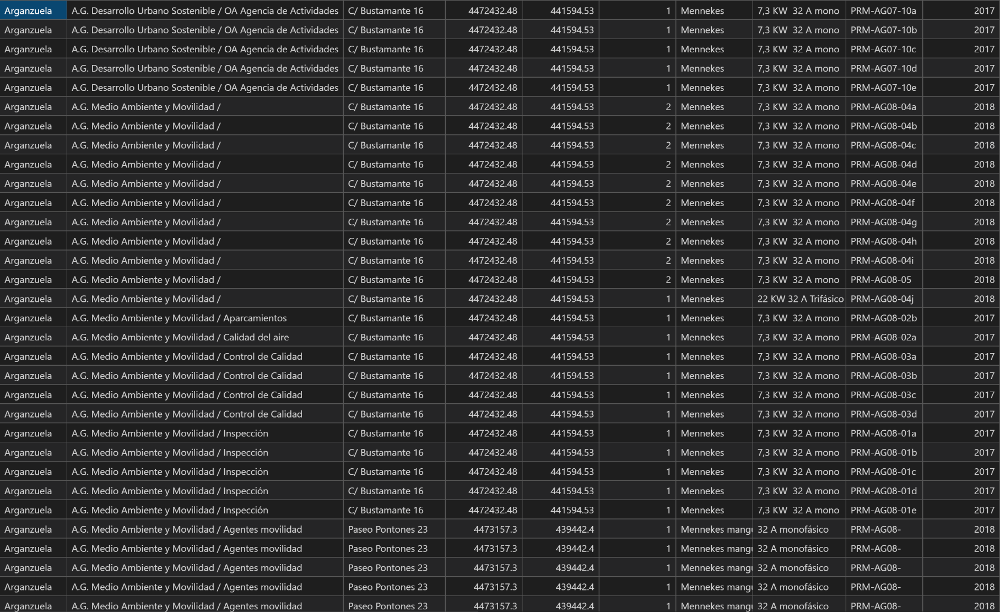 Arganzuela A.G. Desarrollo Urbano Sostenible / OA Agencia de Actividades C/ Bustamante 16 4472432.48 441594.53 1 Mennekes 7,3 KW  32 A mono PRM-AG07-10a 2017
Arganzuela A.G. Desarrollo Urbano Sostenible / OA Agencia de Actividades C/ Bustamante 16 4472432.48 441594.53 1 Mennekes 7,3 KW  32 A mono PRM-AG07-10b 2017
Arganzuela A.G. Desarrollo Urbano Sostenible / OA Agencia de Actividades C/ Bustamante 16 4472432.48 441594.53 1 Mennekes 7,3 KW  32 A mono PRM-AG07-10c 2017
Arganzuela A.G. Desarrollo Urbano Sostenible / OA Agencia de Actividades C/ Bustamante 16 4472432.48 441594.53 1 Mennekes 7,3 KW  32 A mono PRM-AG07-10d 2017
Arganzuela A.G. Desarrollo Urbano Sostenible / OA Agencia de Actividades C/ Bustamante 16 4472432.48 441594.53 1 Mennekes 7,3 KW  32 A mono PRM-AG07-10e 2017
Arganzuela A.G. Medio Ambiente y Movilidad / C/ Bustamante 16 4472432.48 441594.53 2 Mennekes 7,3 KW  32 A mono PRM-AG08-04a 2018
Arganzuela A.G. Medio Ambiente y Movilidad / C/ Bustamante 16 4472432.48 441594.53 2 Mennekes 7,3 KW  32 A mono PRM-AG08-04b 2018
Arganzuela A.G. Medio Ambiente y Movilidad / C/ Bustamante 16 4472432.48 441594.53 2 Mennekes 7,3 KW  32 A mono PRM-AG08-04c 2018
Arganzuela A.G. Medio Ambiente y Movilidad / C/ Bustamante 16 4472432.48 441594.53 2 Mennekes 7,3 KW  32 A mono PRM-AG08-04d 2018
Arganzuela A.G. Medio Ambiente y Movilidad / C/ Bustamante 16 4472432.48 441594.53 2 Mennekes 7,3 KW  32 A mono PRM-AG08-04e 2018
Arganzuela A.G. Medio Ambiente y Movilidad / C/ Bustamante 16 4472432.48 441594.53 2 Mennekes 7,3 KW  32 A mono PRM-AG08-04f 2018
Arganzuela A.G. Medio Ambiente y Movilidad / C/ Bustamante 16 4472432.48 441594.53 2 Mennekes 7,3 KW  32 A mono PRM-AG08-04g 2018
Arganzuela A.G. Medio Ambiente y Movilidad / C/ Bustamante 16 4472432.48 441594.53 2 Mennekes 7,3 KW  32 A mono PRM-AG08-04h 2018
Arganzuela A.G. Medio Ambiente y Movilidad / C/ Bustamante 16 4472432.48 441594.53 2 Mennekes 7,3 KW  32 A mono PRM-AG08-04i 2018
Arganzuela A.G. Medio Ambiente y Movilidad / C/ Bustamante 16 4472432.48 441594.53 2 Mennekes 7,3 KW  32 A mono PRM-AG08-05 2018
Arganzuela A.G. Medio Ambiente y Movilidad / C/ Bustamante 16 4472432.48 441594.53 1 Mennekes 22 KW 32 A Trifásico PRM-AG08-04j 2018
Arganzuela A.G. Medio Ambiente y Movilidad / Aparcamientos C/ Bustamante 16 4472432.48 441594.53 1 Mennekes 7,3 KW  32 A mono PRM-AG08-02b 2017
Arganzuela A.G. Medio Ambiente y Movilidad / Calidad del aire C/ Bustamante 16 4472432.48 441594.53 1 Mennekes 7,3 KW  32 A mono PRM-AG08-02a 2017
Arganzuela A.G. Medio Ambiente y Movilidad / Control de Calidad C/ Bustamante 16 4472432.48 441594.53 1 Mennekes 7,3 KW  32 A mono PRM-AG08-03a 2017
Arganzuela A.G. Medio Ambiente y Movilidad / Control de Calidad C/ Bustamante 16 4472432.48 441594.53 1 Mennekes 7,3 KW  32 A mono PRM-AG08-03b 2017
Arganzuela A.G. Medio Ambiente y Movilidad / Control de Calidad C/ Bustamante 16 4472432.48 441594.53 1 Mennekes 7,3 KW  32 A mono PRM-AG08-03c 2017
Arganzuela A.G. Medio Ambiente y Movilidad / Control de Calidad C/ Bustamante 16 4472432.48 441594.53 1 Mennekes 7,3 KW  32 A mono PRM-AG08-03d 2017
Arganzuela A.G. Medio Ambiente y Movilidad / Inspección C/ Bustamante 16 4472432.48 441594.53 1 Mennekes 7,3 KW  32 A mono PRM-AG08-01a 2017
Arganzuela A.G. Medio Ambiente y Movilidad / Inspección C/ Bustamante 16 4472432.48 441594.53 1 Mennekes 7,3 KW  32 A mono PRM-AG08-01b 2017
Arganzuela A.G. Medio Ambiente y Movilidad / Inspección C/ Bustamante 16 4472432.48 441594.53 1 Mennekes 7,3 KW  32 A mono PRM-AG08-01c 2017
Arganzuela A.G. Medio Ambiente y Movilidad / Inspección C/ Bustamante 16 4472432.48 441594.53 1 Mennekes 7,3 KW  32 A mono PRM-AG08-01d 2017
Arganzuela A.G. Medio Ambiente y Movilidad / Inspección C/ Bustamante 16 4472432.48 441594.53 1 Mennekes 7,3 KW  32 A mono PRM-AG08-01e 2017
Arganzuela A.G. Medio Ambiente y Movilidad / Agentes movilidad Paseo Pontones 23 4473157.3 439442.4 1 Mennekes mangu 32 A monofásico PRM-AG08- 2018
Arganzuela A.G. Medio Ambiente y Movilidad / Agentes movilidad Paseo Pontones 23 4473157.3 439442.4 1 Mennekes mangu 32 A monofásico PRM-AG08- 2018
Arganzuela A.G. Medio Ambiente y Movilidad / Agentes movilidad Paseo Pontones 23 4473157.3 439442.4 1 Mennekes mangu 32 A monofásico PRM-AG08- 2018
Arganzuela A.G. Medio Ambiente y Movilidad / Agentes movilidad Paseo Pontones 23 4473157.3 439442.4 1 Mennekes mangu 32 A monofásico PRM-AG08- 2018
Arganzuela A.G. Medio Ambiente y Movilidad / Agentes movilidad Paseo Pontones 23 4473157.3 439442.4 1 Mennekes mangu 32 A monofásico PRM-AG08- 2018